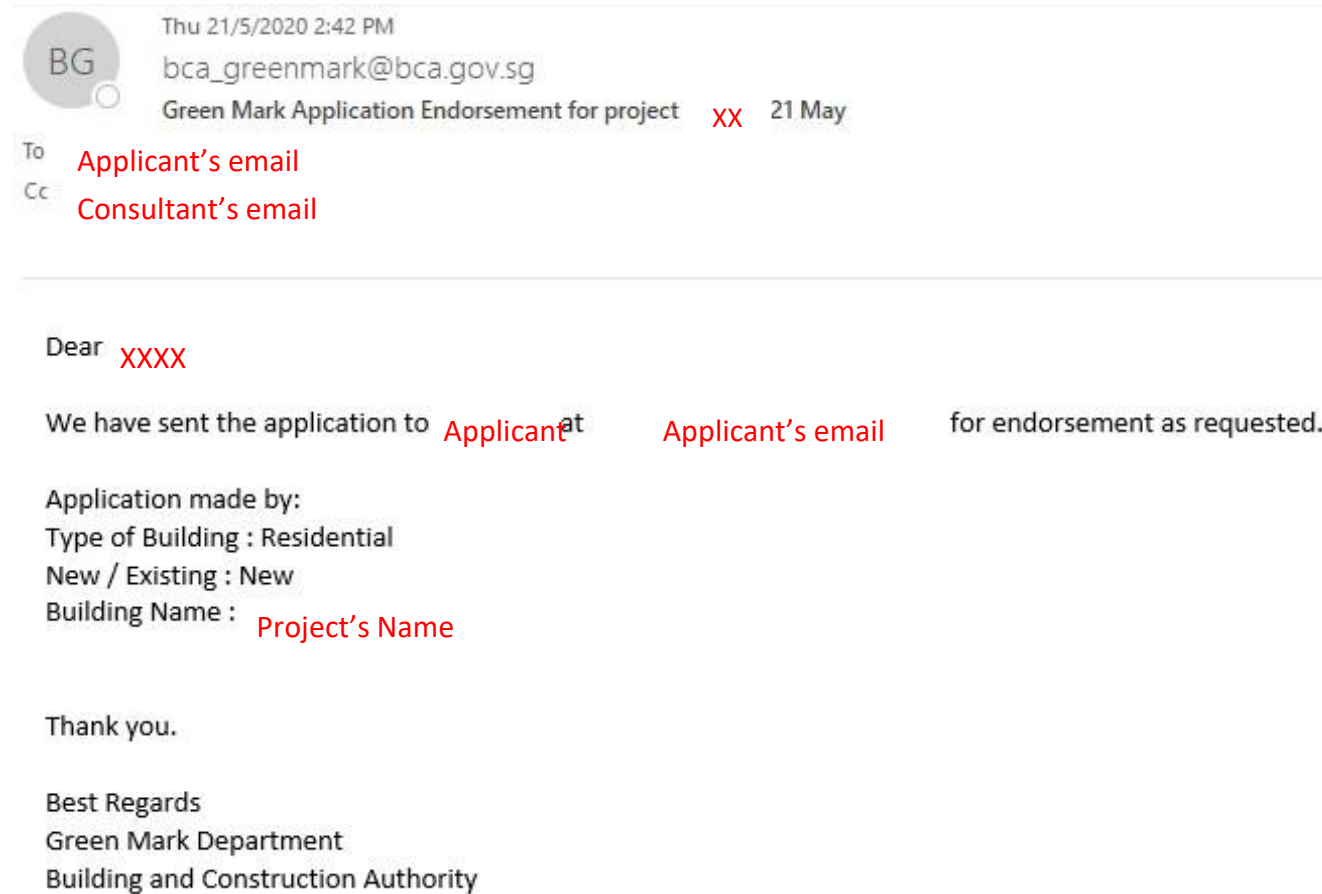 Thu 21/5/2020 2:42 PM
BG
bca_greenmark@bca.gov.sg
Green Mark Application Endorsement for project XX 21 May
To Applicant’s email
Cc Consultant’s email
Dear XXXX
We have sent the application to Applicant at Applicant’s email for endorsement as requested.
Application made by:
Type of Building : Residential
New / Existing : New
Building Name : Project’s Name
Thank you.
Best Regards
Green Mark Department
Building and Construction Authority